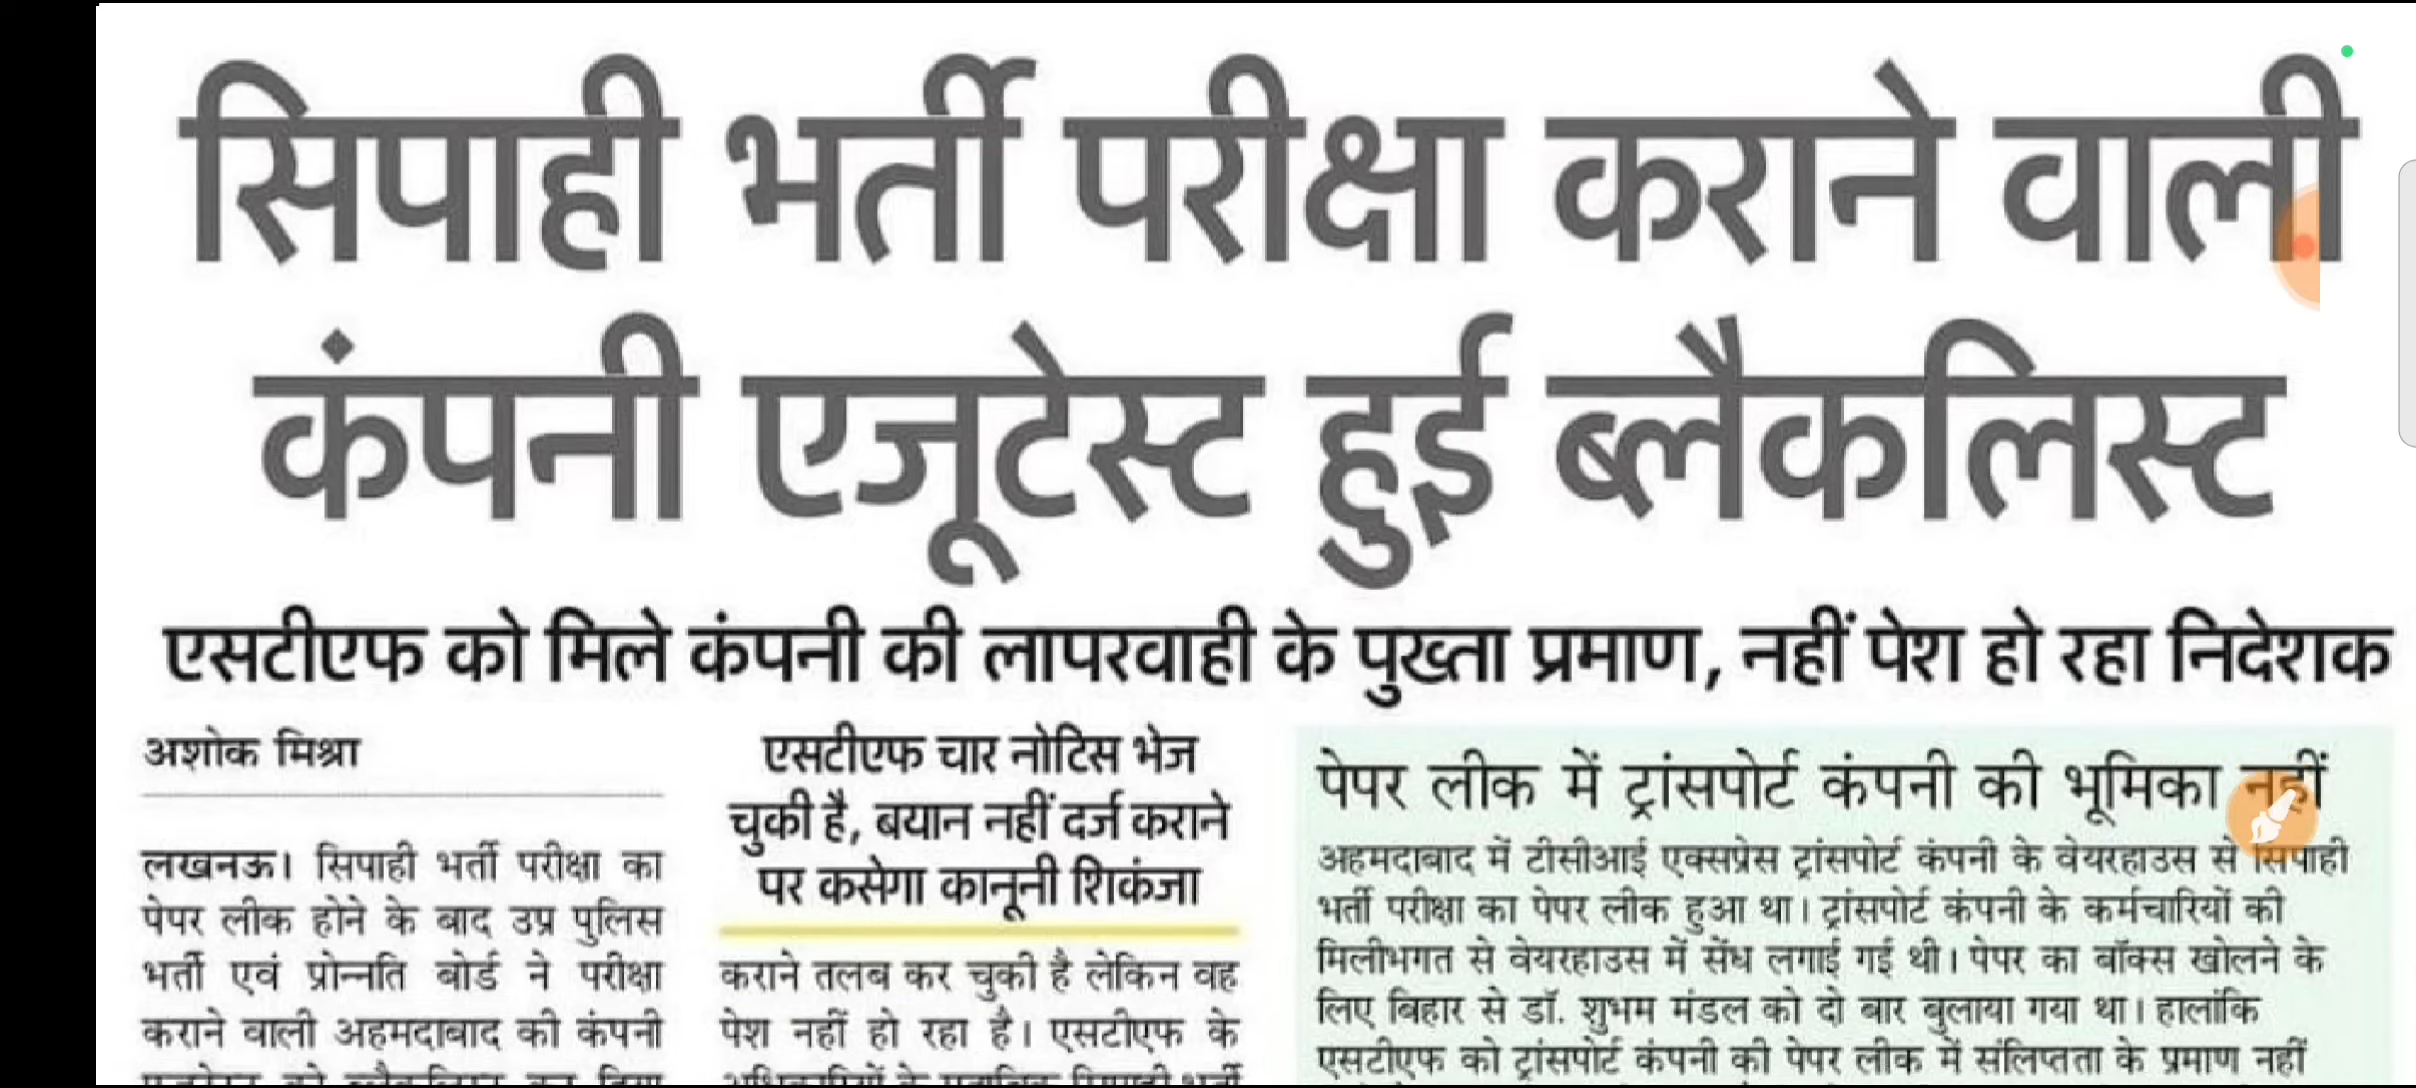 सिपाही भर्ती परीक्षा कराने वाली
कंपनी एजूटेस्ट हुई ब्लैकलिस्ट
एसटीएफ को मिले कंपनी की लापरवाही के पुख्ता प्रमाण, नहीं पेश हो रहा निदेशक
अशोक मिश्रा
लखनऊ। सिपाही भर्ती परीक्षा का
पेपर लीक होने के बाद उप्र पुलिस
भर्ती एवं प्रोन्नति बोर्ड ने परीक्षा
कराने वाली अहमदाबाद की कंपनी
एसटीएफ चार नोटिस भेज
चुकी है, बयान नहीं दर्ज कराने
पर कसेगा कानूनी शिकंजा
कराने तलब कर चुकी है लेकिन वह
पेश नहीं हो रहा है। एसटीएफ के
पेपर लीक में ट्रांसपोर्ट कंपनी की भूमिका नहीं
अहमदाबाद में टीसीआई एक्सप्रेस ट्रांसपोर्ट कंपनी के वेयरहाउस से सिपाही
भर्ती परीक्षा का पेपर लीक हुआ था। ट्रांसपोर्ट कंपनी के कर्मचारियों की
मिलीभगत से वेयरहाउस में सेंध लगाई गई थी। पेपर का बॉक्स खोलने के
लिए बिहार से डॉ. शुभम मंडल को दो बार बुलाया गया था। हालांकि
एसटीएफ को ट्रांसपोर्ट कंपनी की पेपर लीक में संलिप्तता के प्रमाण नहीं